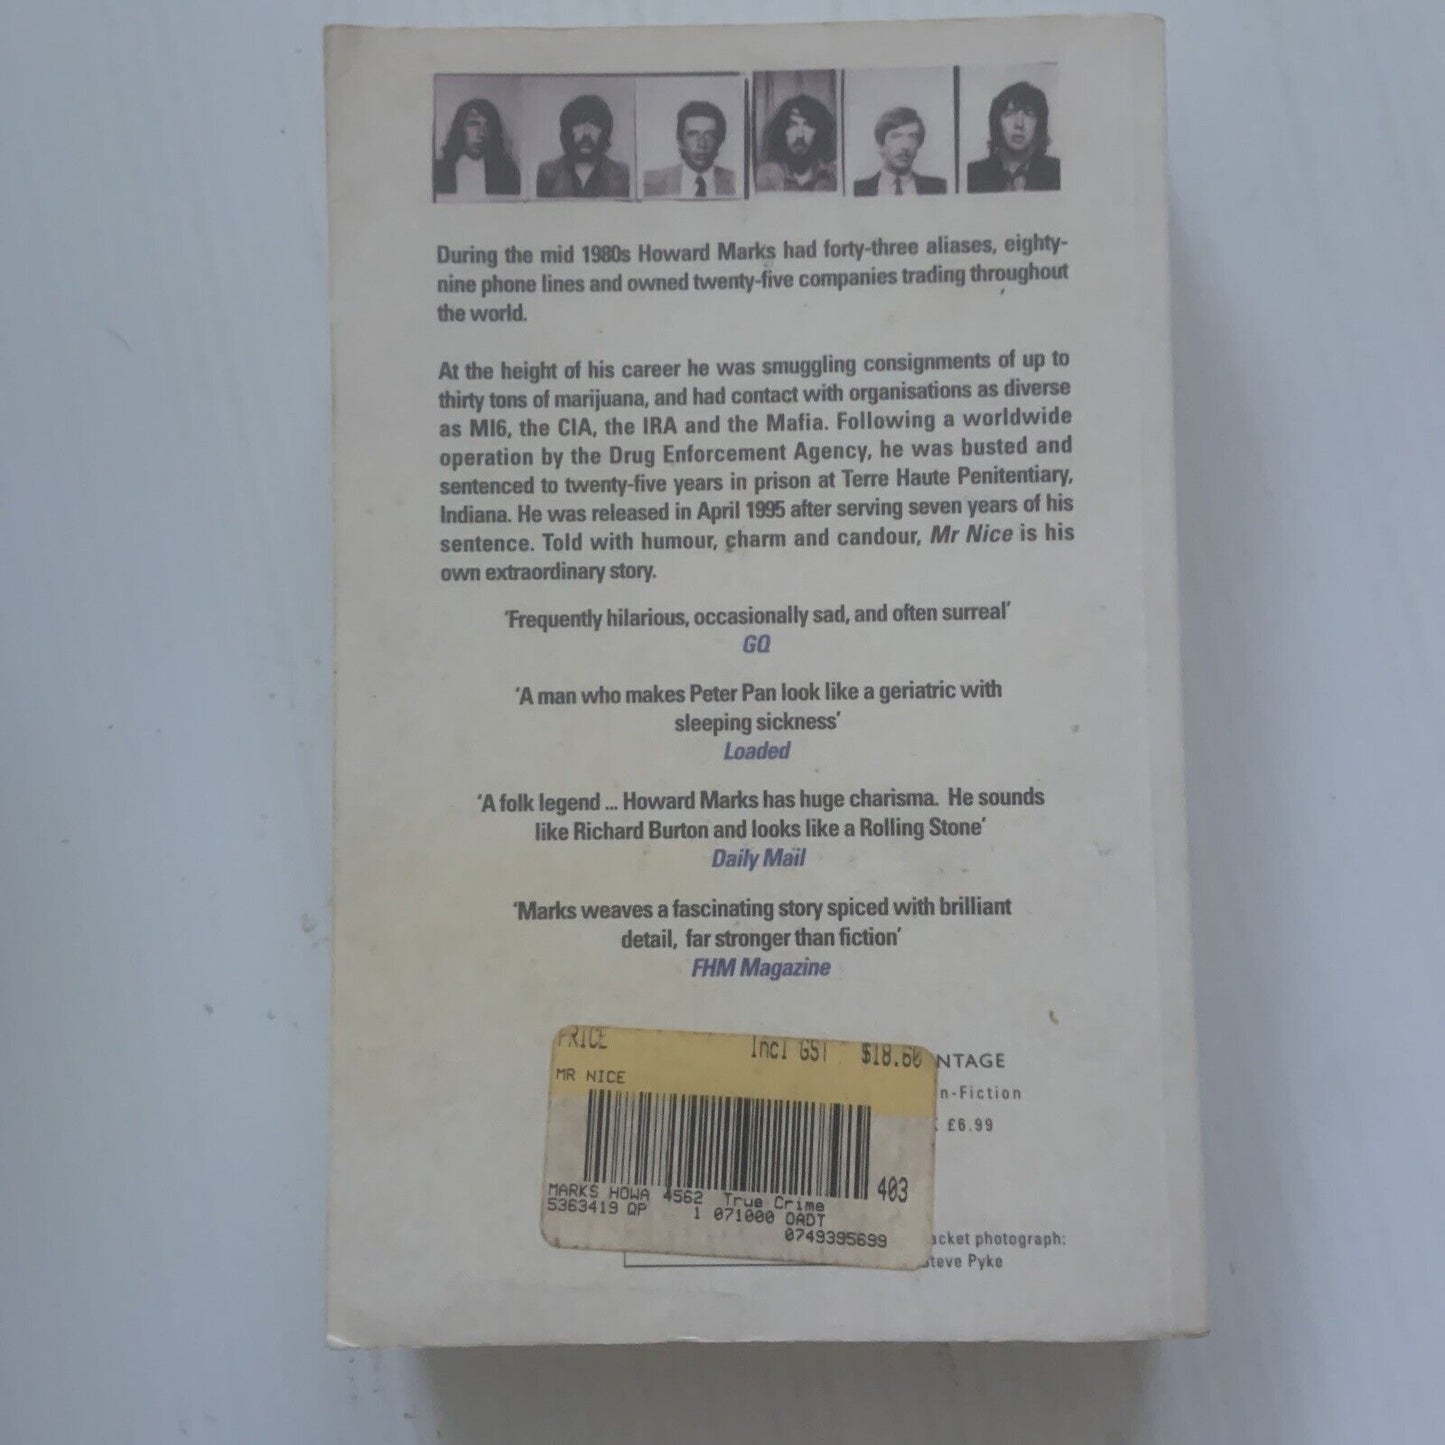 During the mid 1980s Howard Marks had forty-three aliases, eighty-
nine phone lines and owned twenty-five companies trading throughout
the world.
At the height of his career he was smuggling consignments of up to
thirty tons of marijuana, and had contact with organisations as diverse
as MI6, the CIA, the IRA and the Mafia. Following a worldwide
operation by the Drug Enforcement Agency, he was busted and
sentenced to twenty-five years in prison at Terre Haute Penitentiary,
Indiana. He was released in April 1995 after serving seven years of his
sentence. Told with humour, charm and candour, Mr Nice is his
own extraordinary story.
‘Frequently hilarious, occasionally sad, and often surreal’
GQ
‘A man who makes Peter Pan look like a geriatric with
sleeping sickness’
Loaded
‘A folk legend ... Howard Marks has huge charisma. He sounds
like Richard Burton and looks like a Rolling Stone’
Daily Mail
‘Marks weaves a fascinating story spiced with brilliant
detail, far stronger than fiction’
FHM Magazine
PRICE Incl GST $18.60
MR NICE
403
MARKS HOWA 4562 True Crime
5363419 QP 1 071000 DADT
0749395699
NTAGE
n-Fiction
£6.99
acket photograph:
Steve Pyke